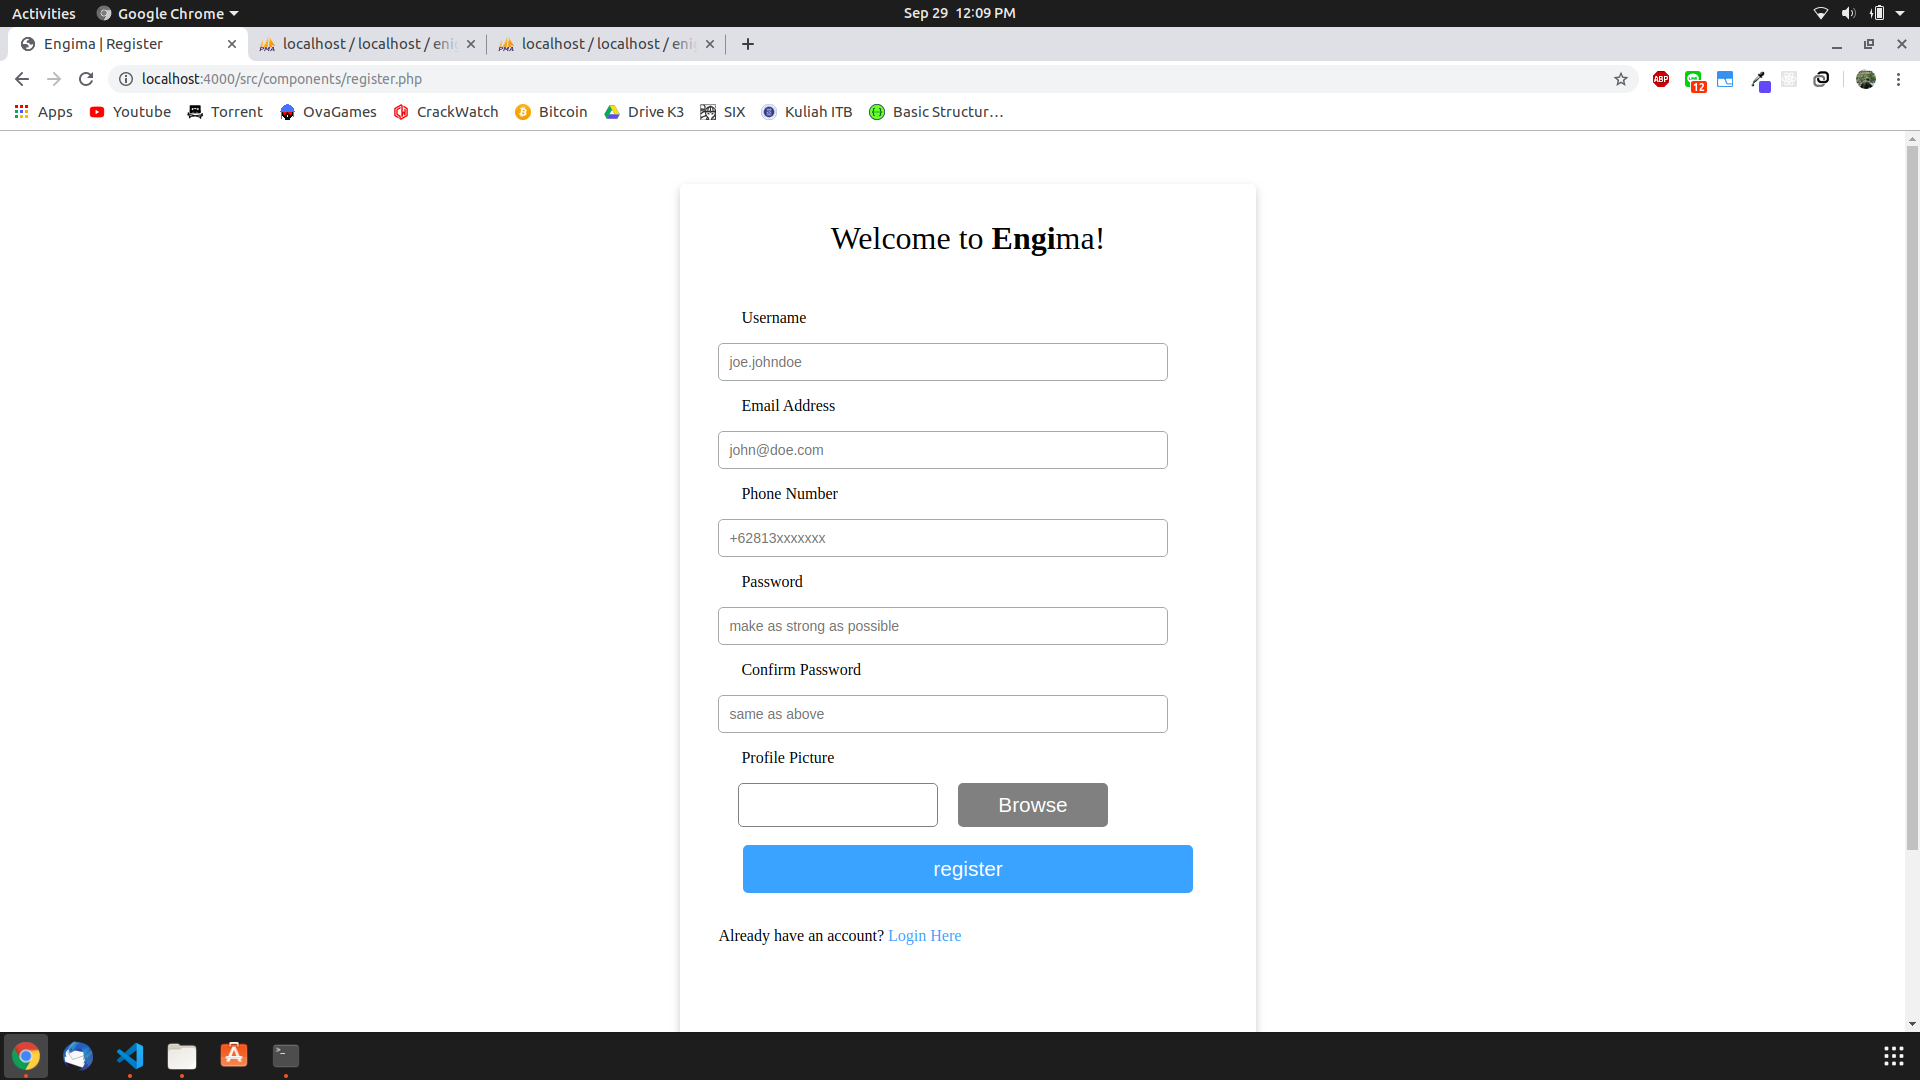 Activities Google Chrome Sep 29 12:09 PM
Engima | Register localhost / localhost / eni localhost / localhost / eni
localhost:4000/src/components/register.php ABP 12
Apps Youtube Torrent OvaGames CrackWatch Bitcoin Drive K3 SIX Kuliah ITB Basic Structur…
Welcome to Engima!
Username
joe.johndoe
Email Address
john@doe.com
Phone Number
+62813xxxxxxx
Password
make as strong as possible
Confirm Password
same as above
Profile Picture
Browse
register
Already have an account? Login Here